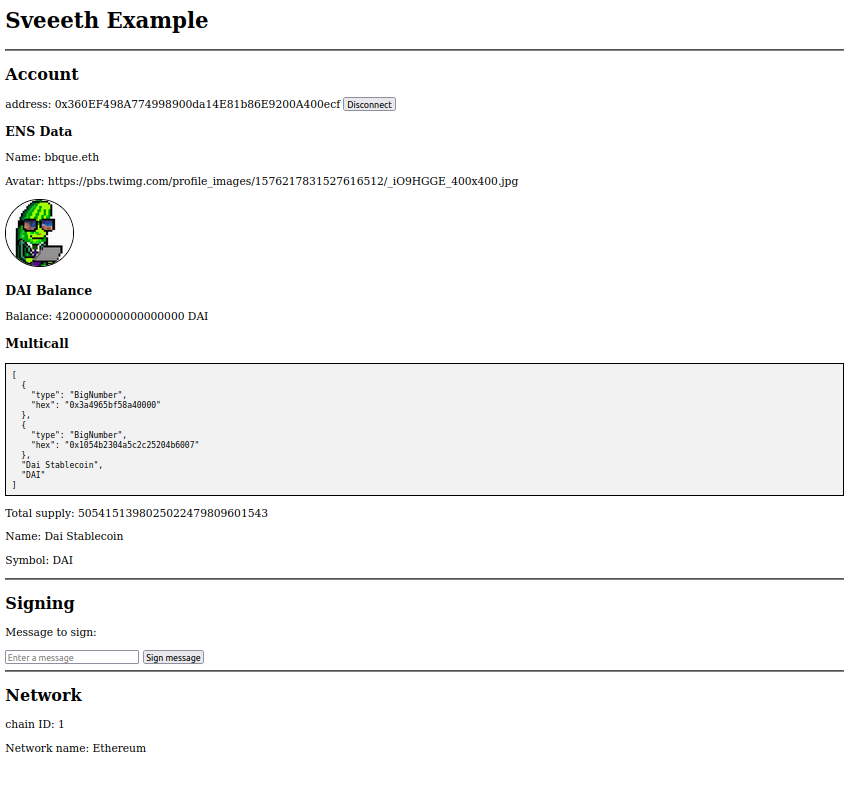 Sveeeth Example
Account
address: 0x360EF498A774998900da14E81b86E9200A400ecf Disconnect
ENS Data
Name: bbque.eth
Avatar: https://pbs.twimg.com/profile_images/1576217831527616512/_iO9HGGE_400x400.jpg
DAI Balance
Balance: 4200000000000000000 DAI
Multicall
[
{
"type": "BigNumber",
"hex": "0x3a4965bf58a40000"
},
{
"type": "BigNumber",
"hex": "0x1054b2304a5c2c25204b6007"
},
"Dai Stablecoin",
"DAI"
]
Total supply: 5054151398025022479809601543
Name: Dai Stablecoin
Symbol: DAI
Signing
Message to sign:
Enter a message Sign message
Network
chain ID: 1
Network name: Ethereum